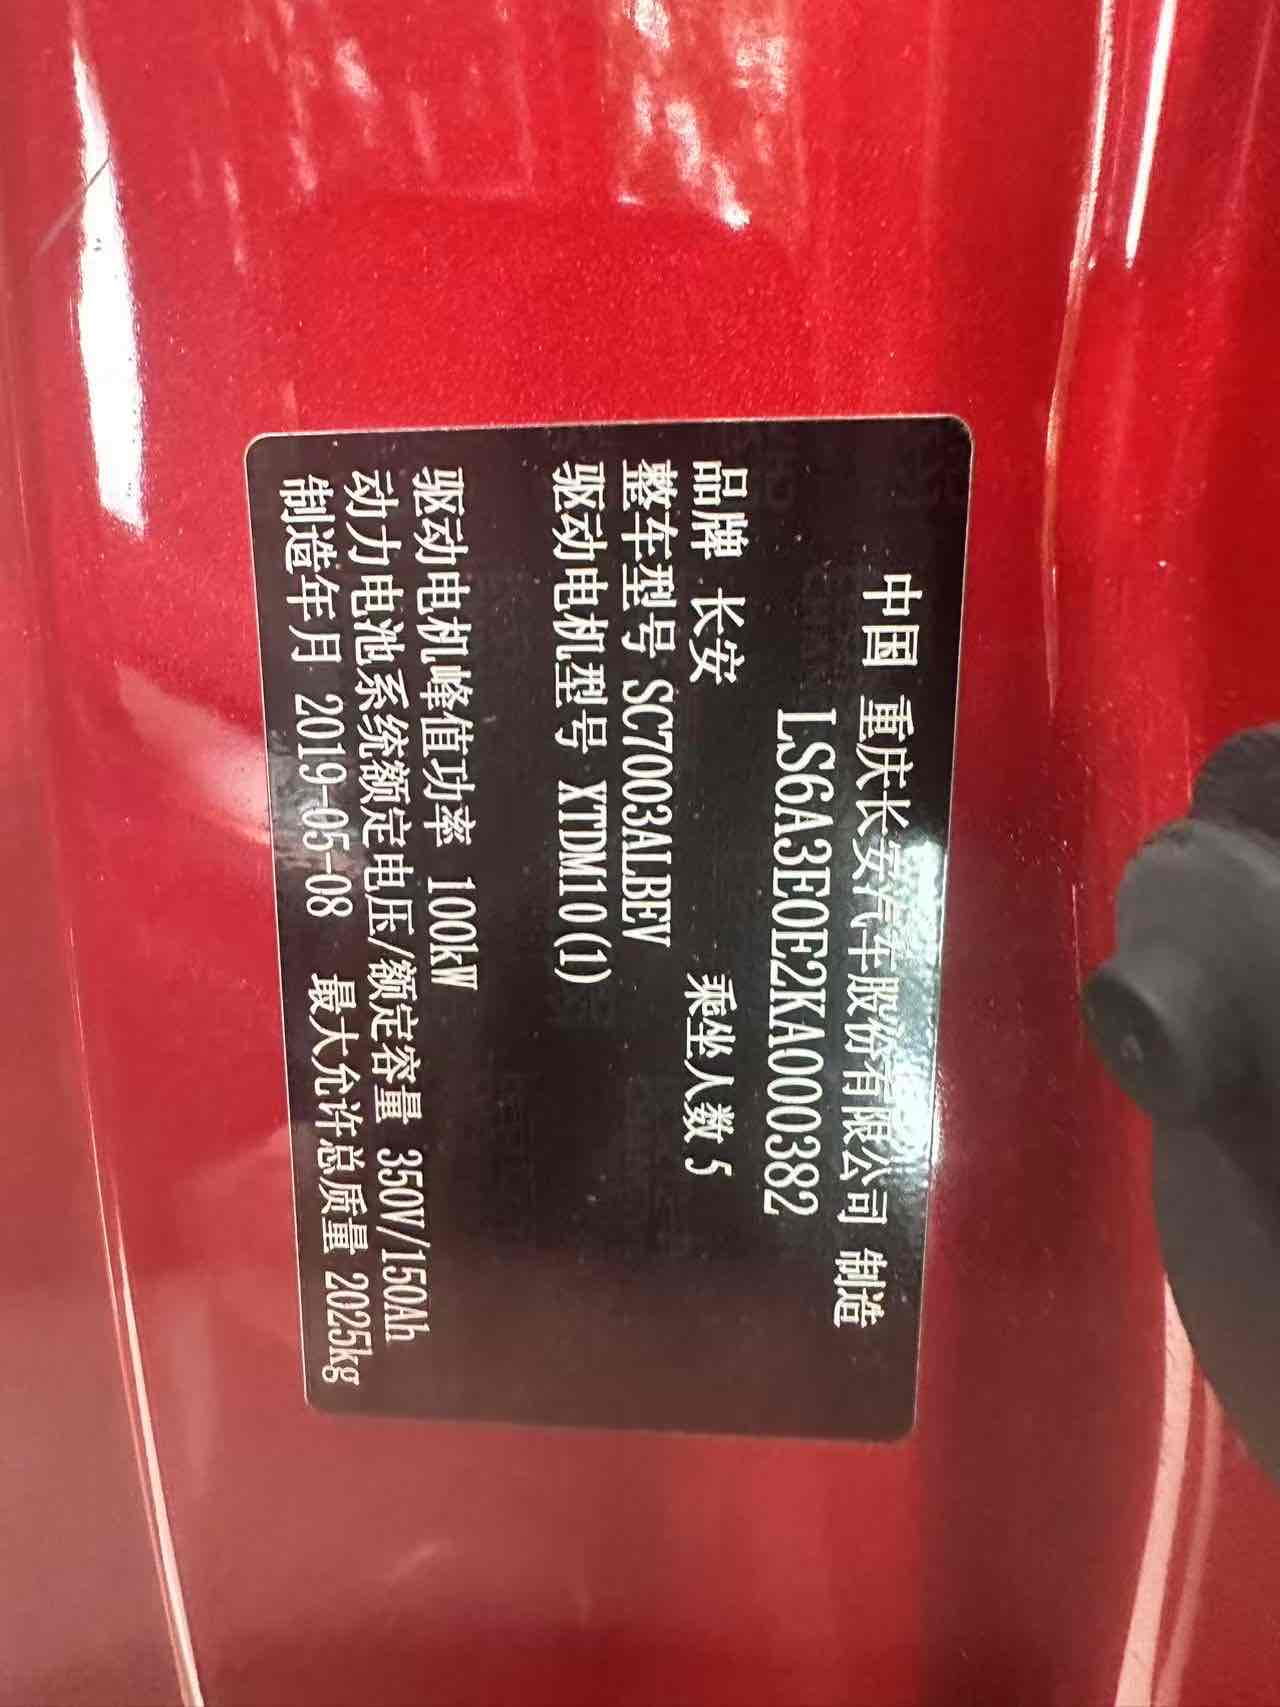 中国 重庆长安汽车股份有限公司 制造
LS6A3E0E2KA000382
品牌 长安 乘坐人数 5
整车型号 SC7003ALBEV
驱动电机型号 XTDM10(1)
驱动电机峰值功率 100kW
动力电池系统额定电压/额定容量 350V/150Ah
制造年月 2019-05-08 最大允许总质量 2025kg